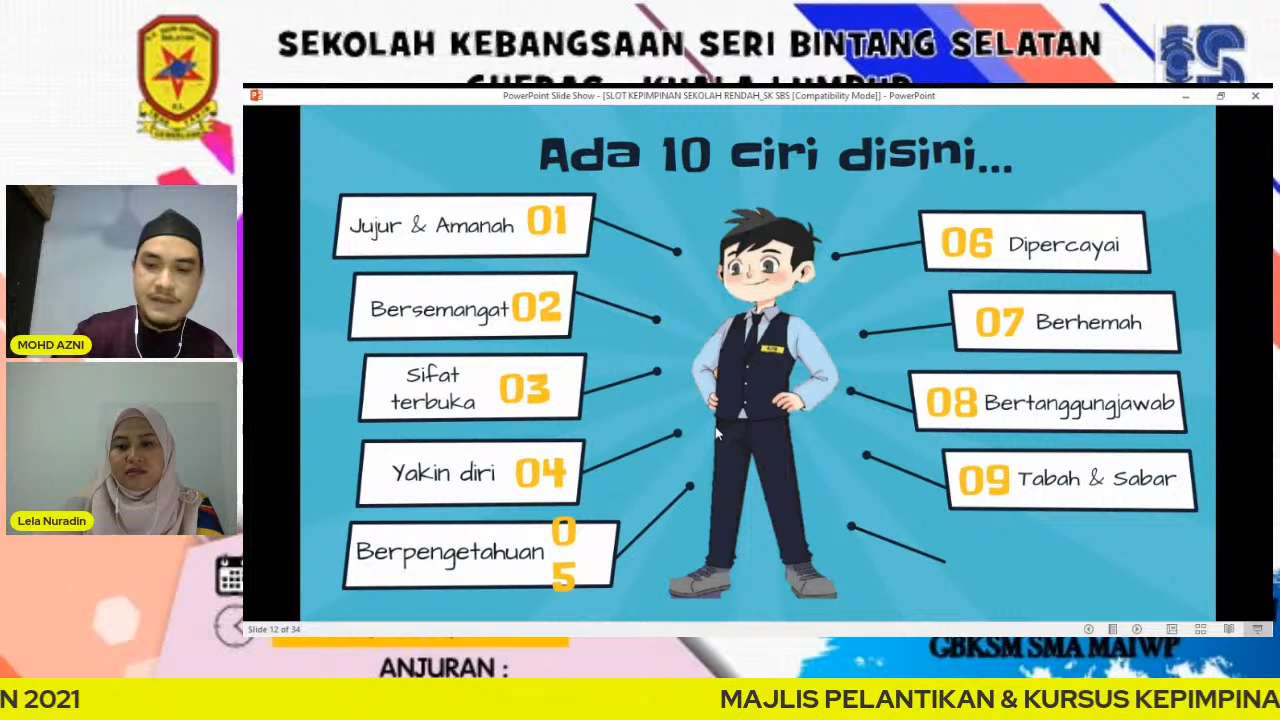 SEKOLAH KEBANGSAAN SERI BINTANG SELATAN
PowerPoint Slide Show - [SLOT KEPIMPINAN SEKOLAH RENDAH_SK SBS [Compatibility Mode]] - PowerPoint
Ada 10 ciri disini...
Jujur & Amanah 01
Bersemangat 02
Sifat
terbuka 03
Yakin diri 04
Berpengetahuan 05
06 Dipercayai
07 Berhemah
08 Bertanggungjawab
09 Tabah & Sabar
MOHD AZNI
Lela Nuradin
Slide 12 of 34
ANJURAN :
GBKSM SMA MAIWP
N 2021
MAJLIS PELANTIKAN & KURSUS KEPIMPINA